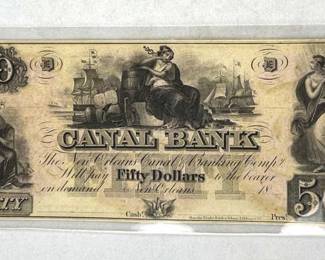 D D
CANAL BANK
The New Orleans Canal & Banking Comp.y
Will pay Fifty Dollars to the bearer
on demand New Orleans 18
Cash.r Pres.t